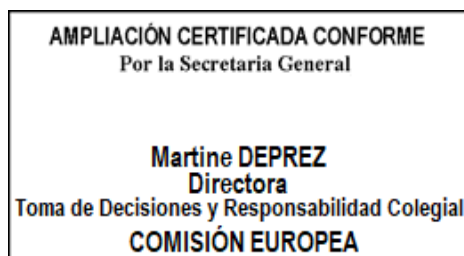 AMPLIACIÓN CERTIFICADA CONFORME
Por la Secretaria General
Martine DEPREZ
Directora
Toma de Decisiones y Responsabilidad Colegial
COMISIÓN EUROPEA